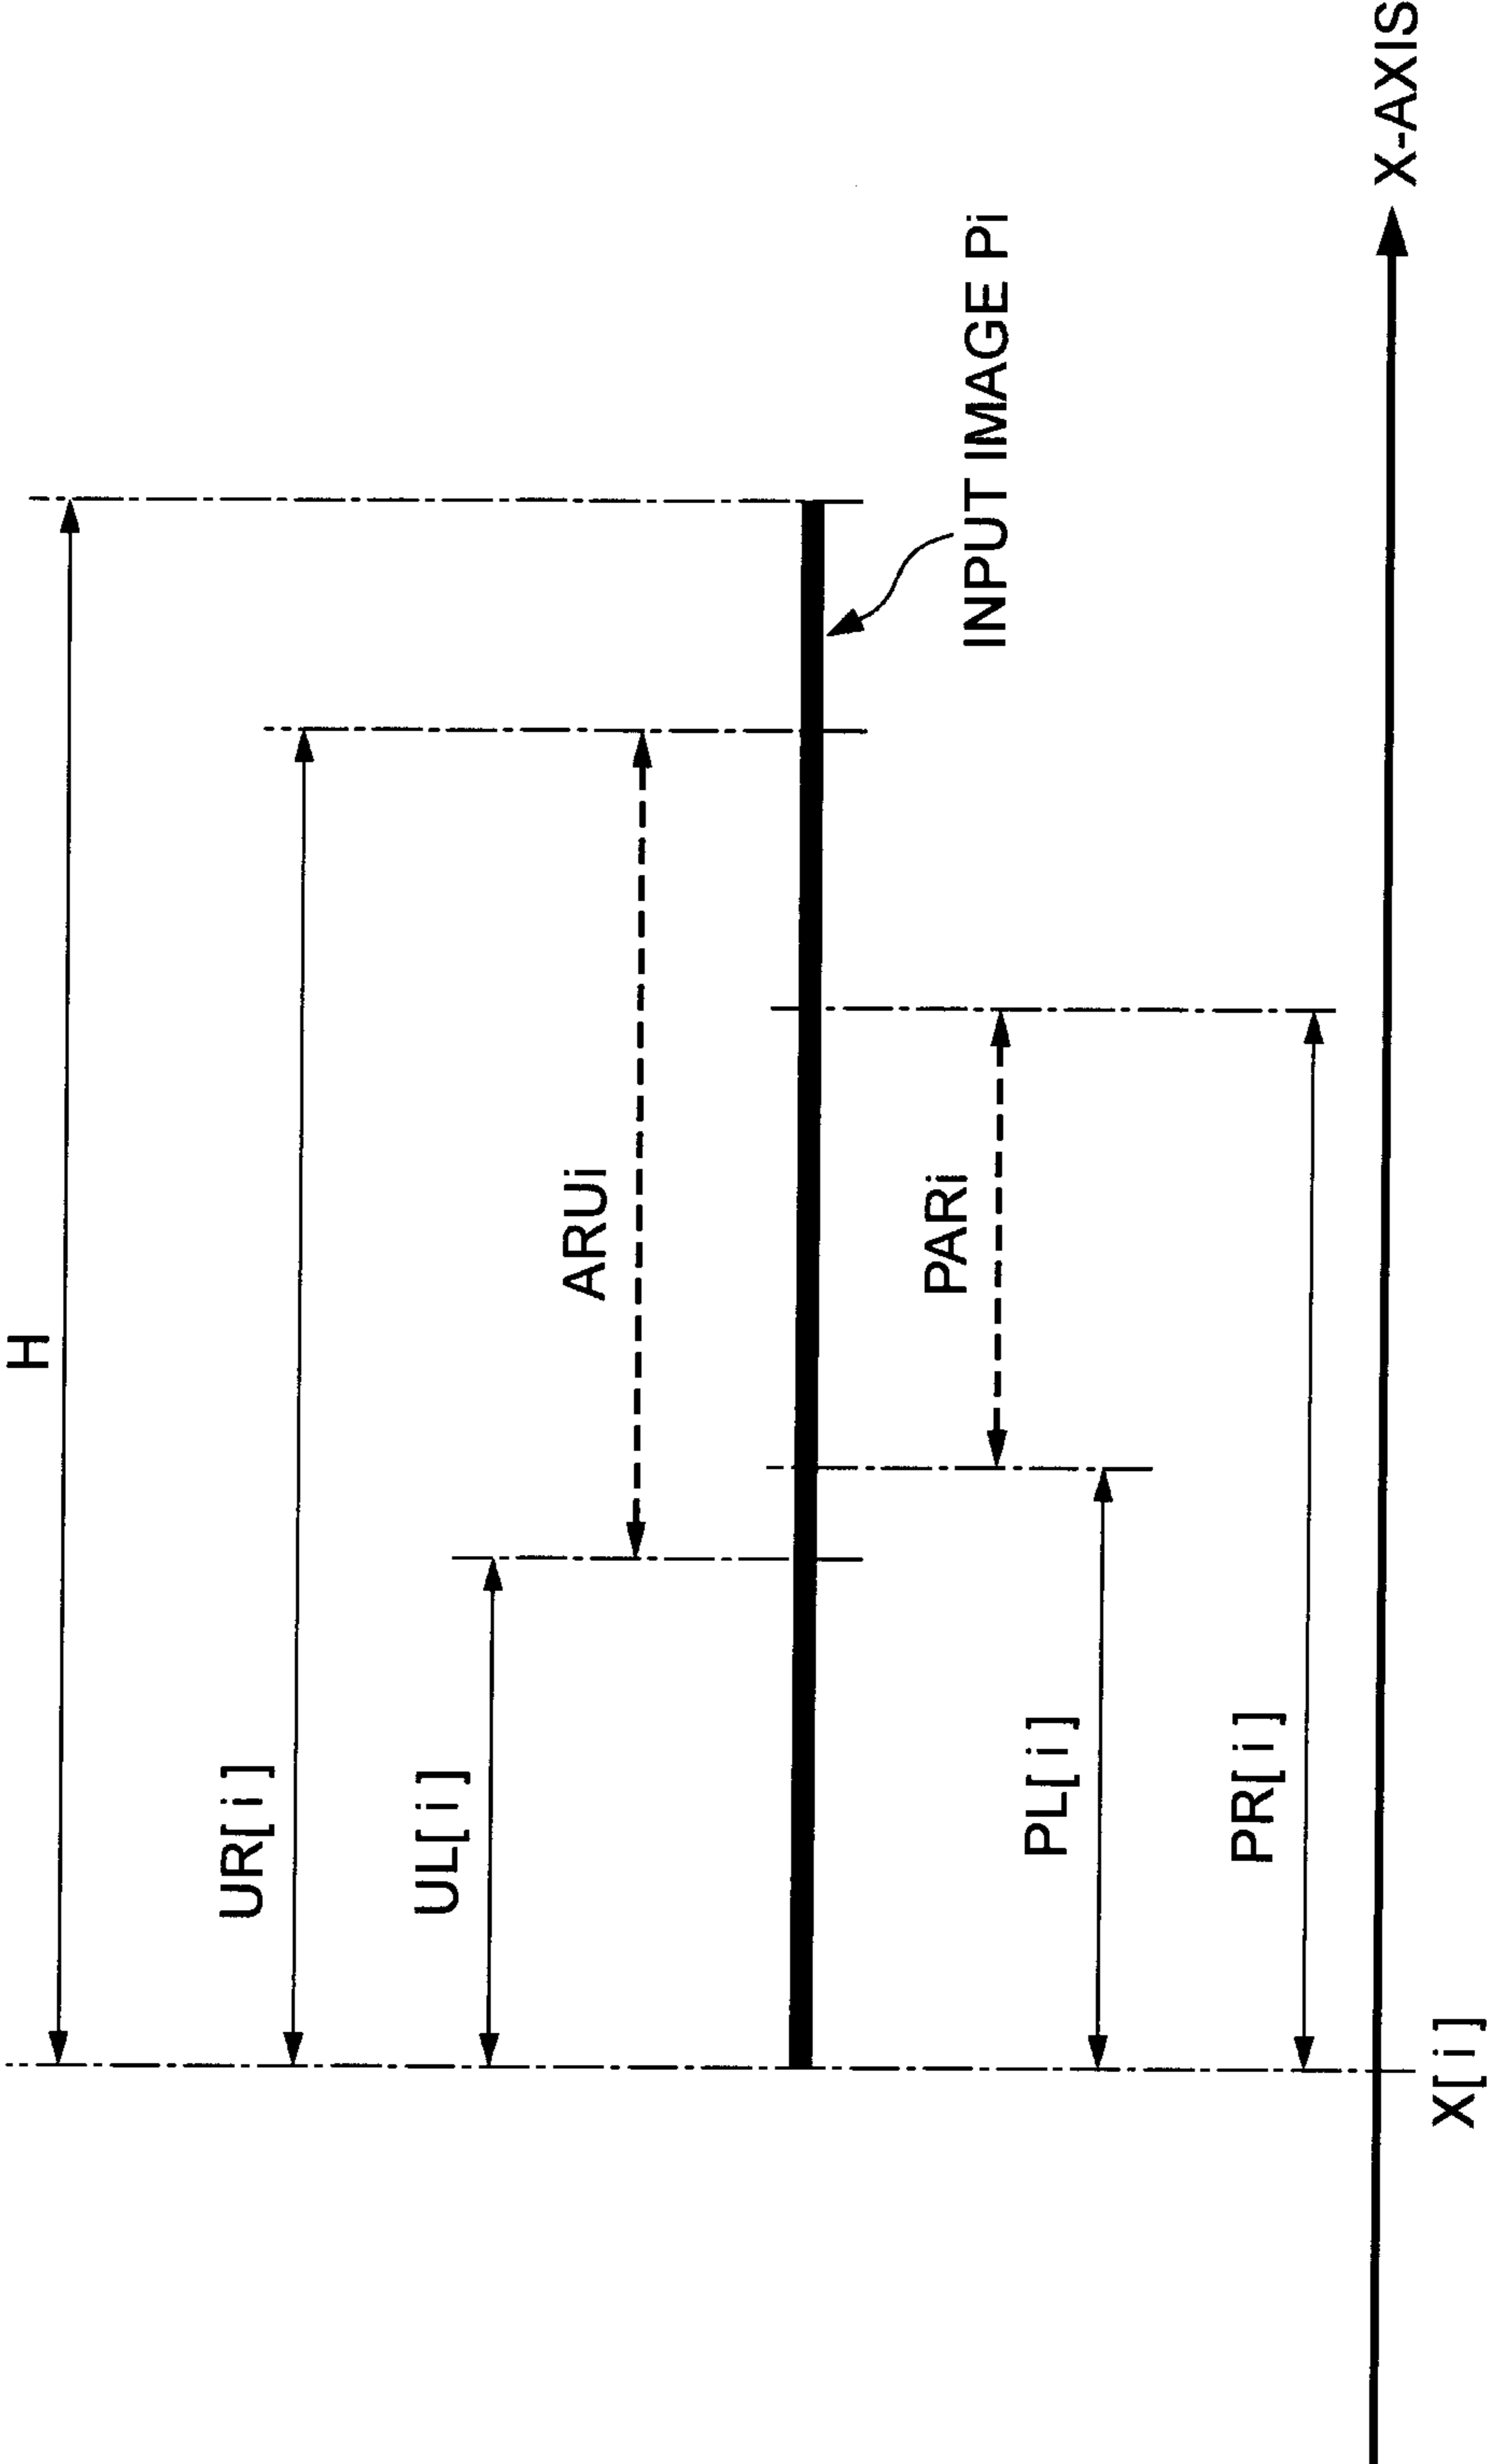 H
UR[ i ]
UL[ i ]
ARUi
INPUT IMAGE Pi
PARi
PL[ i ]
PR[ i ]
X-AXIS
X[ i ]